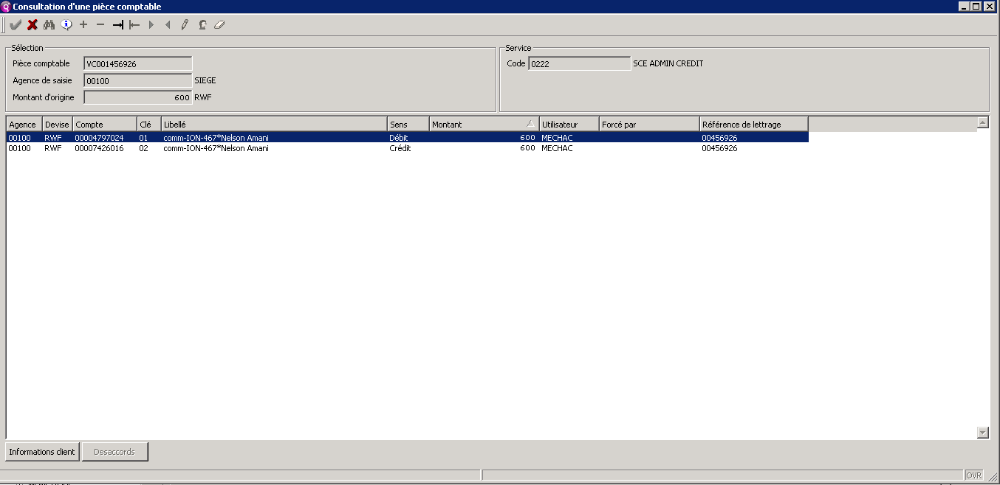 Consultation d'une pièce comptable
Sélection
Pièce comptable VC001456926
Agence de saisie 00100 SIEGE
Montant d'origine 600 RWF
Service
Code 0222 SCE ADMIN CREDIT
Agence Devise Compte Clé Libellé Sens Montant Utilisateur Forcé par Référence de lettrage
00100 RWF 00004797024 01 comm-ION-467*Nelson Amani Débit 600 MECHAC 00456926
00100 RWF 00007426016 02 comm-ION-467*Nelson Amani Crédit 600 MECHAC 00456926
Informations client Desaccords
OVR